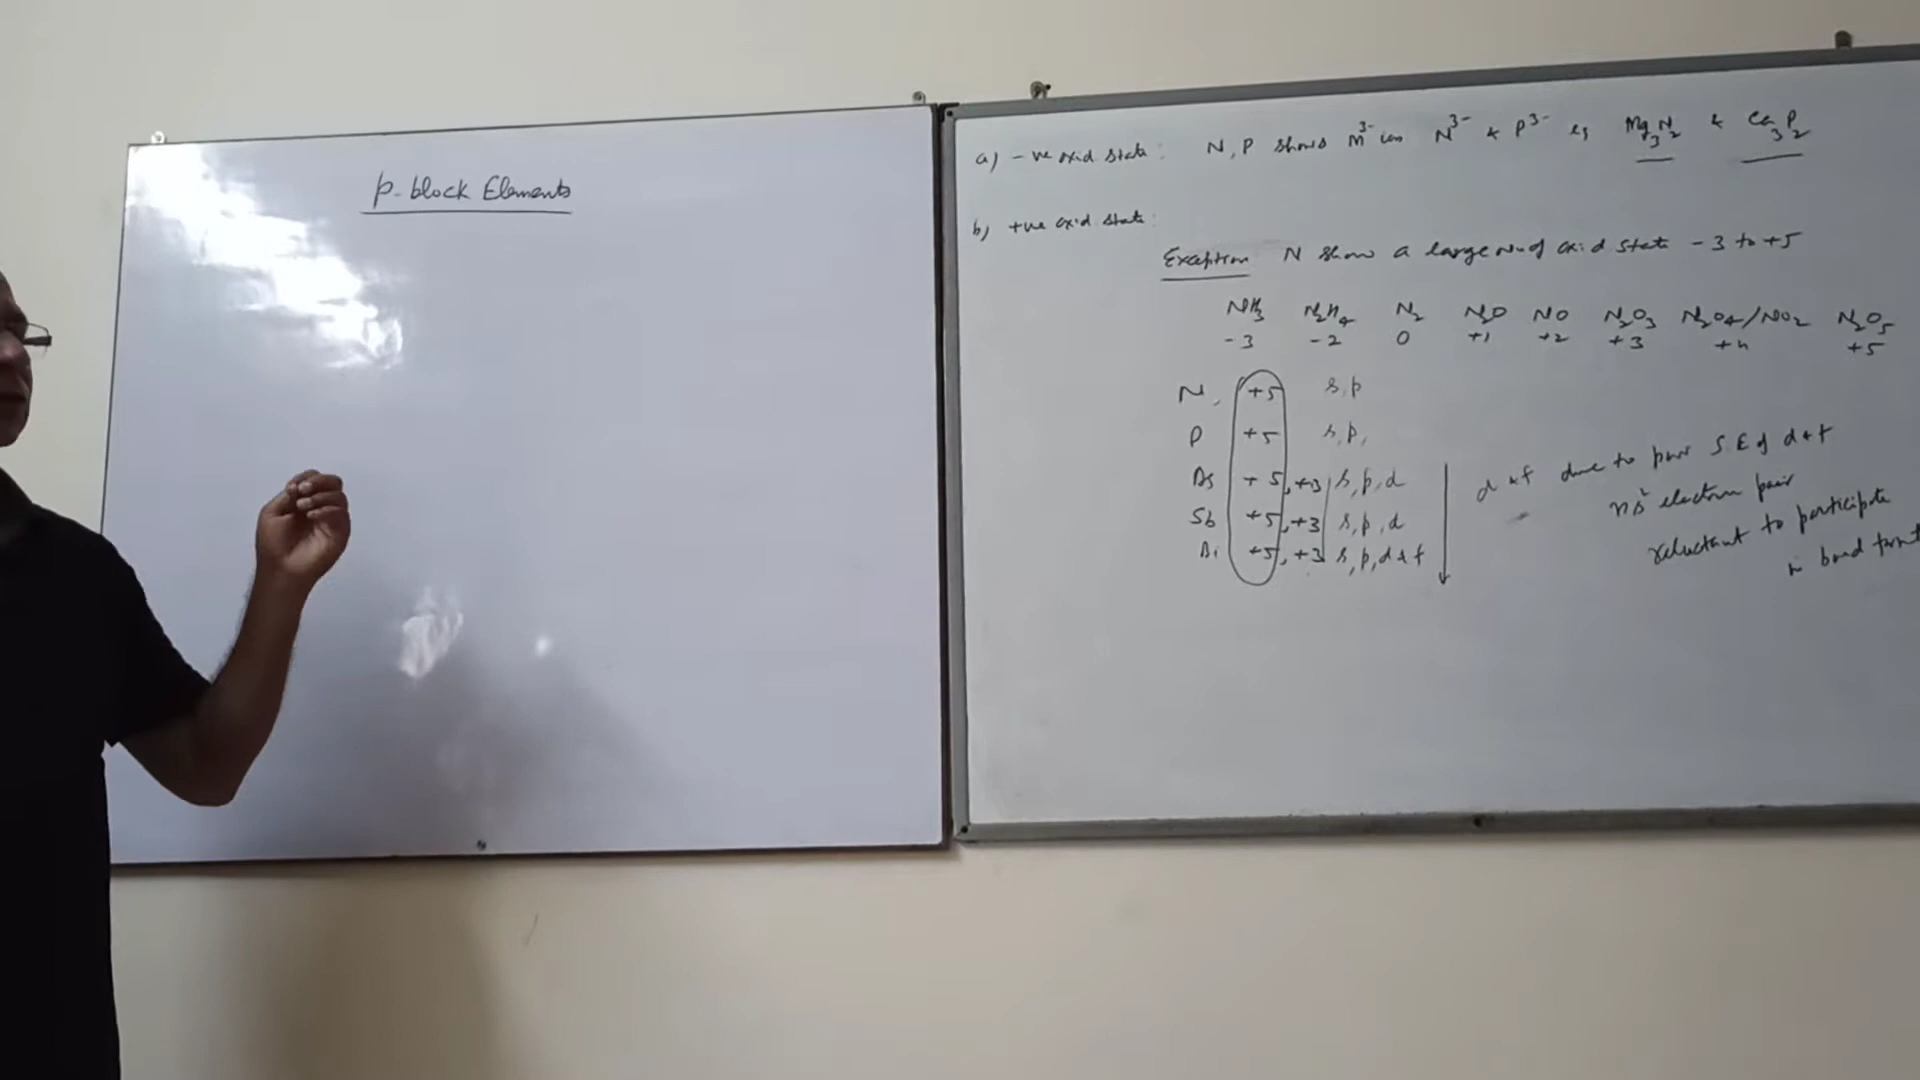 p-block Elements
a) -ve oxid state: N, P shows M³⁻ ion N³⁻ & P³⁻ eg Mg₃N₂ & Ca₃P₂
b) +ve oxid state:
Exception N show a large no of oxid state -3 to +5
NH₃ N₂H₄ N₂ N₂O NO N₂O₃ N₂O₄/NO₂ N₂O₅
-3 -2 0 +1 +2 +3 +4 +5
N, +5 s,p
P +5 s,p,
As +5,+3 s,p,d
Sb +5,+3 s,p,d
Bi +5,+3 s,p,d&f
d&f due to poor S.E of d&f
ns² electron pair
reluctant to participate
in bond